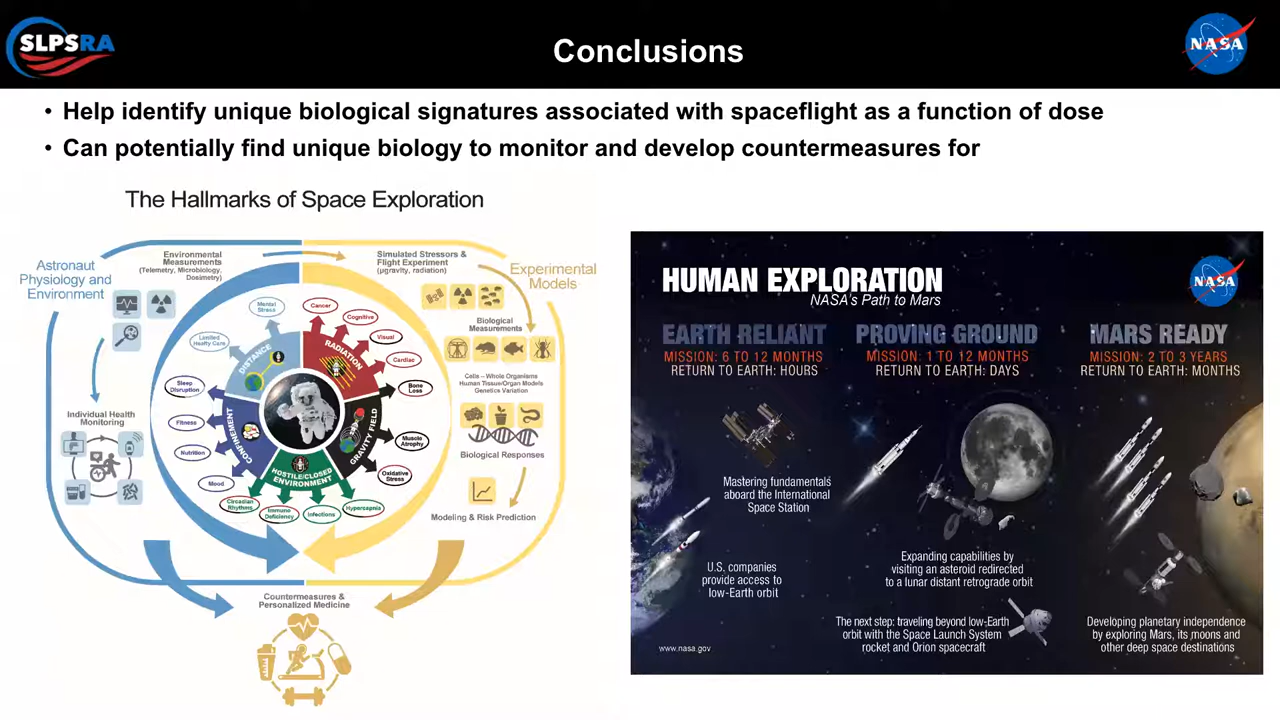 SLPSRA
Conclusions
NASA
• Help identify unique biological signatures associated with spaceflight as a function of dose
• Can potentially find unique biology to monitor and develop countermeasures for
The Hallmarks of Space Exploration
Astronaut
Physiology and
Environment
Environmental
Measurements
(Telemetry, Microbiology,
Dosimetry)
Simulated Stressors &
Flight Experiment
(µgravity, radiation)
Experimental
Models
Individual Health
Monitoring
Mental
Stress
Limited
Health Care
Sleep
Disruption
Fitness
Nutrition
Mood
Circadian
Rhythms
Immune
Deficiency
Infections
Hypercapnia
Oxidative
Stress
Muscle
Atrophy
Bone
Loss
Cardiac
Visual
Cognitive
Cancer
DISTANCE
RADIATION
CONFINEMENT
GRAVITY FIELD
HOSTILE/CLOSED
ENVIRONMENT
Biological
Measurements
Cells – Whole Organisms
Human Tissue/Organ Models
Genetics Variation
Biological Responses
Modeling & Risk Prediction
Countermeasures &
Personalized Medicine
HUMAN EXPLORATION
NASA's Path to Mars
NASA
EARTH RELIANT
MISSION: 6 TO 12 MONTHS
RETURN TO EARTH: HOURS
PROVING GROUND
MISSION: 1 TO 12 MONTHS
RETURN TO EARTH: DAYS
MARS READY
MISSION: 2 TO 3 YEARS
RETURN TO EARTH: MONTHS
Mastering fundamentals
aboard the International
Space Station
U.S. companies
provide access to
low-Earth orbit
Expanding capabilities by
visiting an asteroid redirected
to a lunar distant retrograde orbit
The next step: traveling beyond low-Earth
orbit with the Space Launch System
rocket and Orion spacecraft
Developing planetary independence
by exploring Mars, its moons and
other deep space destinations
www.nasa.gov